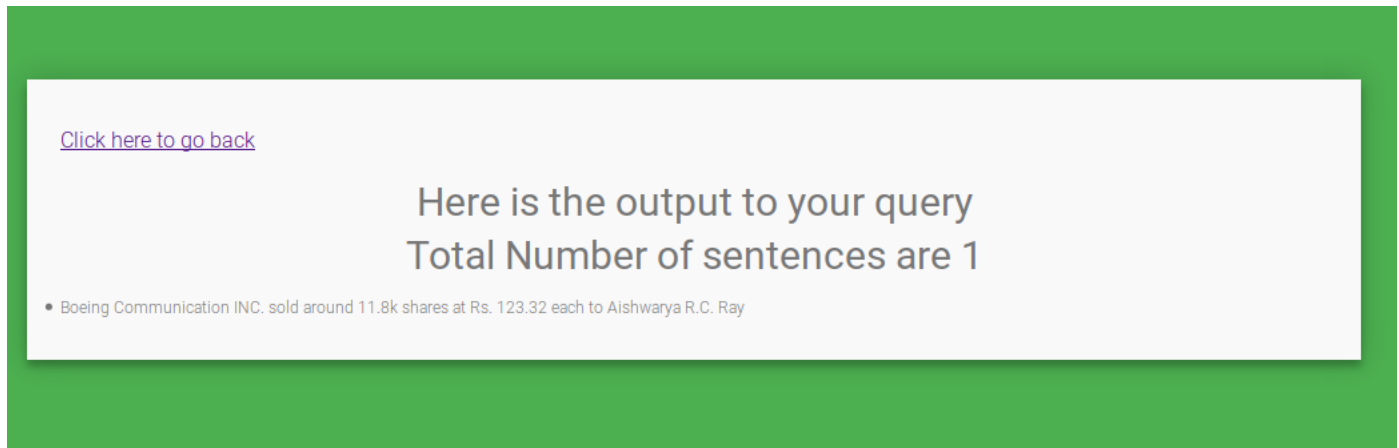 Click here to go back
Here is the output to your query
Total Number of sentences are 1
Boeing Communication INC. sold around 11.8k shares at Rs. 123.32 each to Aishwarya R.C. Ray